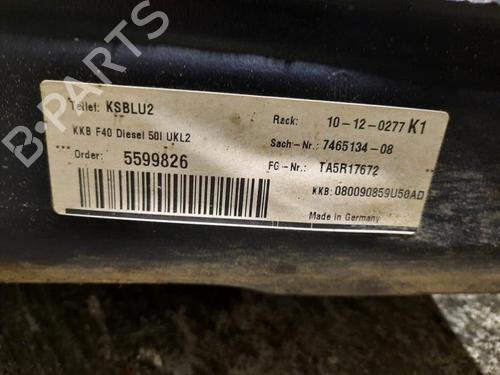 Teilef: KSBLU2
Rack: 10-12-0277 K1
KKB F40 Diesel 50l UKL2
Sach-Nr.: 7465134-08
Order: 5599826
FG-Nr.: TA5R17672
KKB: 080090859U50AD
Made in Germany
B-Parts